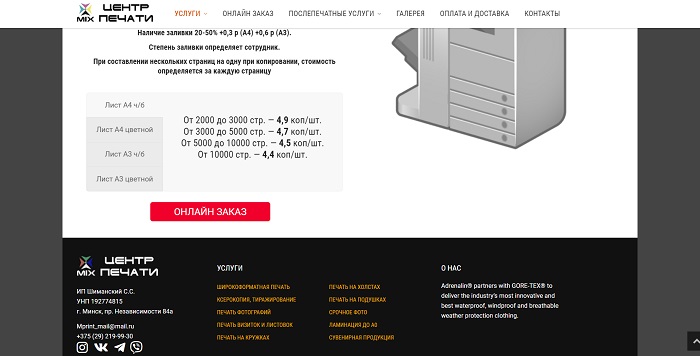 MIX ЦЕНТР ПЕЧАТИ
УСЛУГИ ОНЛАЙН ЗАКАЗ ПОСЛЕПЕЧАТНЫЕ УСЛУГИ ГАЛЕРЕЯ ОПЛАТА И ДОСТАВКА КОНТАКТЫ
Наличие заливки 20-50% +0,3 р (А4) +0,6 р (А3).
Степень заливки определяет сотрудник.
При составлении нескольких страниц на одну при копировании, стоимость
определяется за каждую страницу
Лист А4 ч/б
Лист А4 цветной
Лист А3 ч/б
Лист А3 цветной
От 2000 до 3000 стр. — 4,9 коп/шт.
От 3000 до 5000 стр. — 4,7 коп/шт.
От 5000 до 10000 стр. — 4,5 коп/шт.
От 10000 стр. — 4,4 коп/шт.
ОНЛАЙН ЗАКАЗ
MIX ЦЕНТР ПЕЧАТИ
ИП Шиманский С.С.
УНП 192774815
г. Минск, пр. Независимости 84а
Mprint_mail@mail.ru
+375 (29) 219-99-30
УСЛУГИ
ШИРОКОФОРМАТНАЯ ПЕЧАТЬ
КСЕРОКОПИЯ, ТИРАЖИРОВАНИЕ
ПЕЧАТЬ ФОТОГРАФИЙ
ПЕЧАТЬ ВИЗИТОК И ЛИСТОВОК
ПЕЧАТЬ НА КРУЖКАХ
ПЕЧАТЬ НА ХОЛСТАХ
ПЕЧАТЬ НА ПОДУШКАХ
СРОЧНОЕ ФОТО
ЛАМИНАЦИЯ ДО А0
СУВЕНИРНАЯ ПРОДУКЦИЯ
О НАС
Adrenalin® partners with GORE-TEX® to
deliver the industry's most innovative and
best waterproof, windproof and breathable
weather protection clothing.